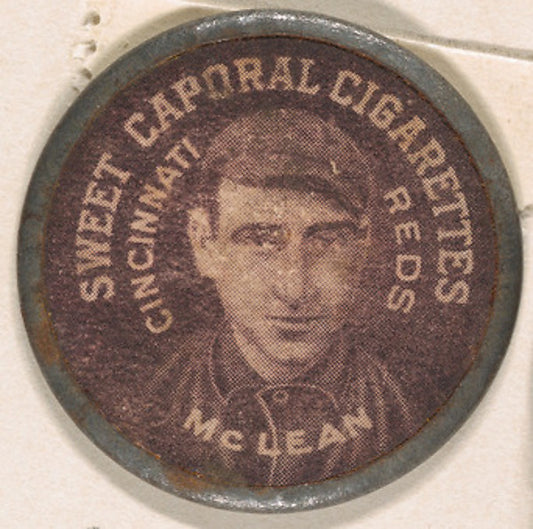 SWEET CAPORAL CIGARETTES
CINCINNATI
REDS
MC LEAN